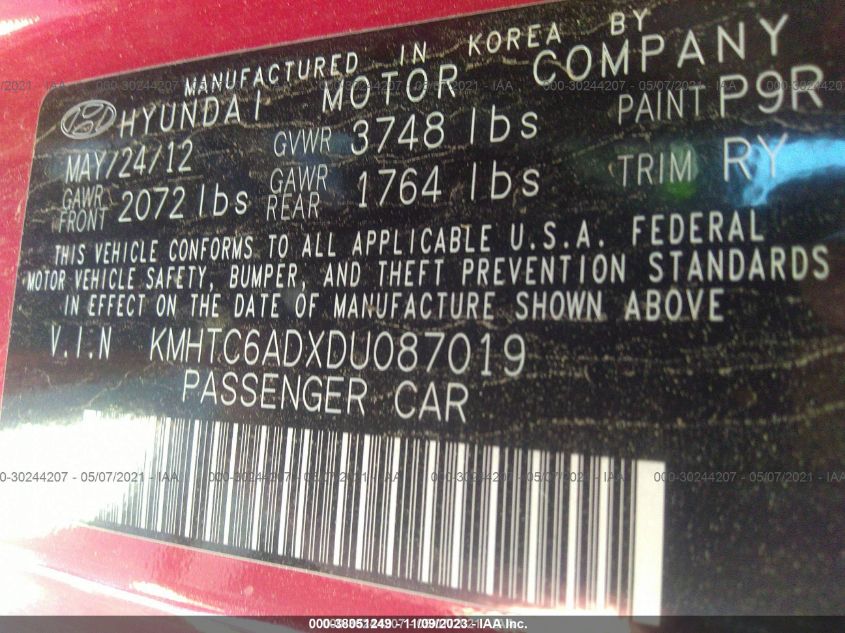 MANUFACTURED IN KOREA BY
HYUNDAI MOTOR COMPANY
MAY/24/12 GVWR 3748 lbs PAINT P9R
GAWR FRONT 2072 lbs GAWR REAR 1764 lbs TRIM RY
THIS VEHICLE CONFORMS TO ALL APPLICABLE U.S.A. FEDERAL
MOTOR VEHICLE SAFETY, BUMPER, AND THEFT PREVENTION STANDARDS
IN EFFECT ON THE DATE OF MANUFACTURE SHOWN ABOVE
V.I.N KMHTC6ADXDU087019
PASSENGER CAR
000-30244207 - 05/07/2021 - IAA
000-38051249 - 11/09/2023 - IAA Inc.